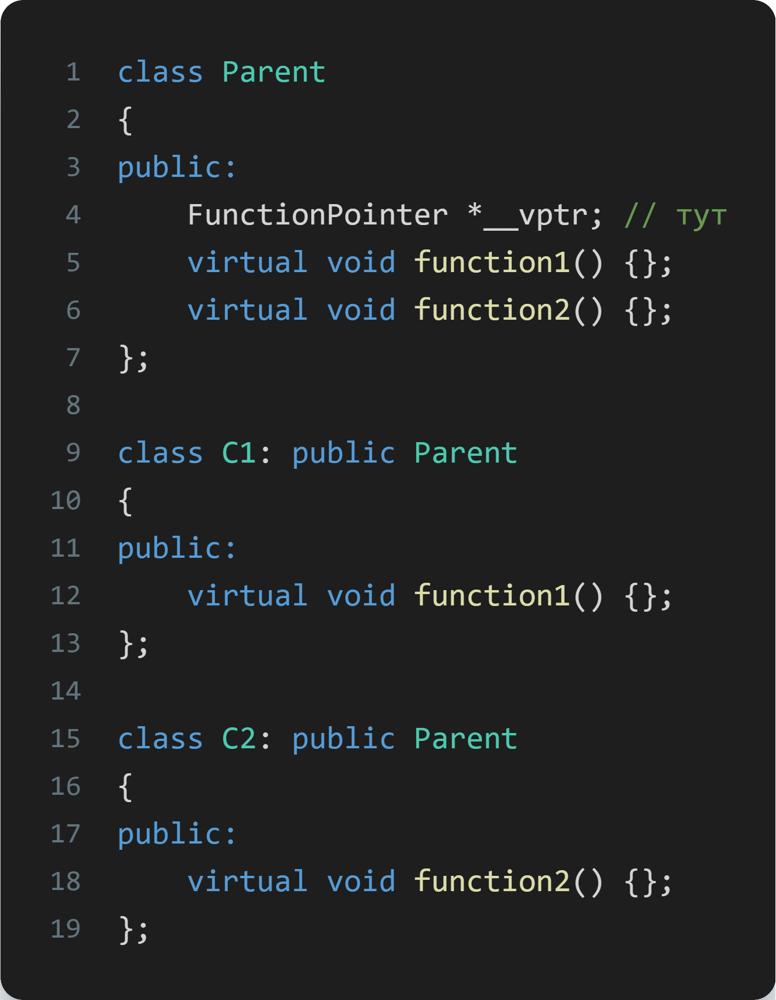 1 class Parent
2 {
3 public:
4     FunctionPointer *__vptr; // тут
5     virtual void function1() {};
6     virtual void function2() {};
7 };
8
9 class C1: public Parent
10 {
11 public:
12     virtual void function1() {};
13 };
14
15 class C2: public Parent
16 {
17 public:
18     virtual void function2() {};
19 };